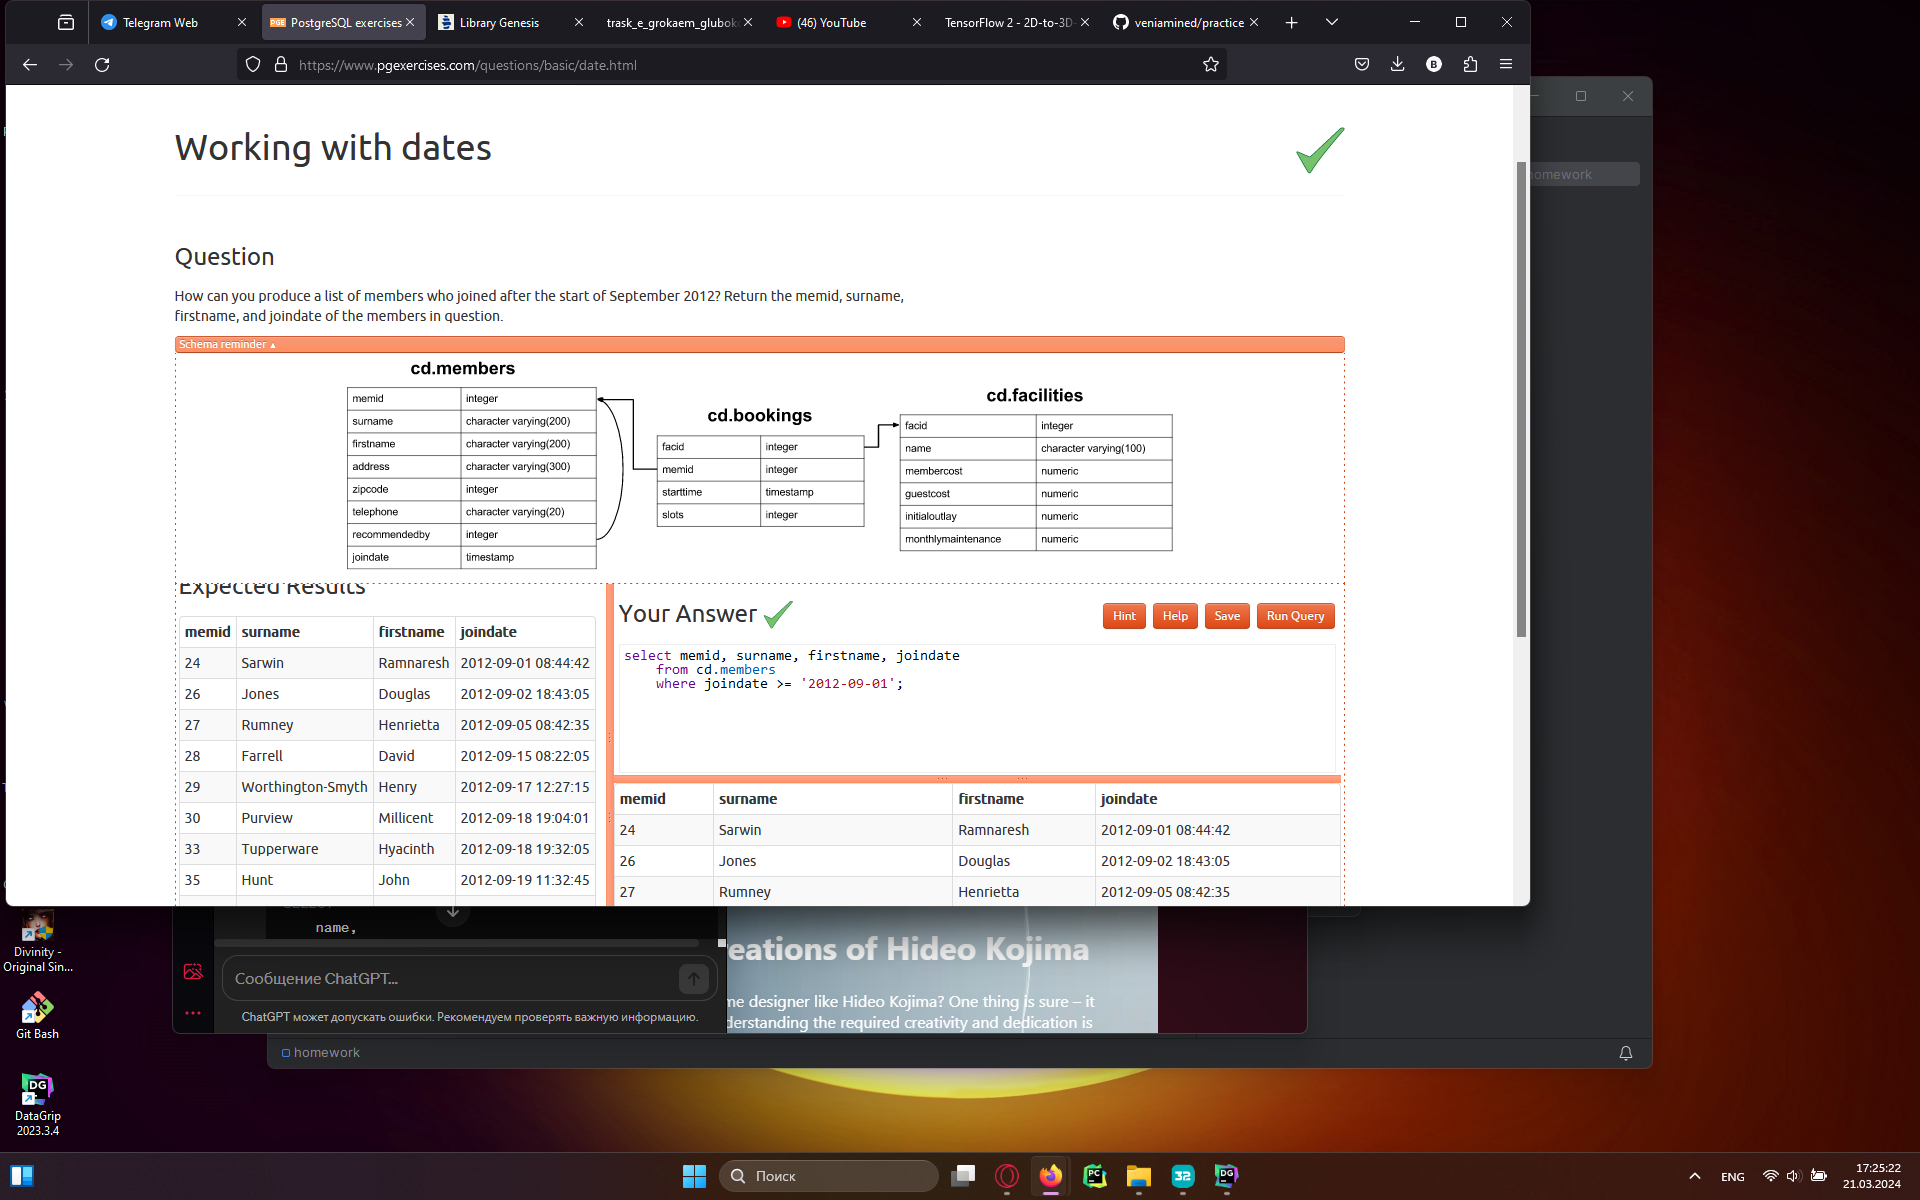 Telegram Web
PostgreSQL exercises
Library Genesis
trask_e_grokaem_glubok
(46) YouTube
TensorFlow 2 - 2D-to-3D-
veniamined/practice
https://www.pgexercises.com/questions/basic/date.html
Working with dates
homework
Question
How can you produce a list of members who joined after the start of September 2012? Return the memid, surname,
firstname, and joindate of the members in question.
Schema reminder ▴
cd.members
memid integer
surname character varying(200)
firstname character varying(200)
address character varying(300)
zipcode integer
telephone character varying(20)
recommendedby integer
joindate timestamp
cd.bookings
facid integer
memid integer
starttime timestamp
slots integer
cd.facilities
facid integer
name character varying(100)
membercost numeric
guestcost numeric
initialoutlay numeric
monthlymaintenance numeric
Expected Results
memid surname firstname joindate
24 Sarwin Ramnaresh 2012-09-01 08:44:42
26 Jones Douglas 2012-09-02 18:43:05
27 Rumney Henrietta 2012-09-05 08:42:35
28 Farrell David 2012-09-15 08:22:05
29 Worthington-Smyth Henry 2012-09-17 12:27:15
30 Purview Millicent 2012-09-18 19:04:01
33 Tupperware Hyacinth 2012-09-18 19:32:05
35 Hunt John 2012-09-19 11:32:45
Your Answer
Hint Help Save Run Query
select memid, surname, firstname, joindate
from cd.members
where joindate >= '2012-09-01';
memid surname firstname joindate
24 Sarwin Ramnaresh 2012-09-01 08:44:42
26 Jones Douglas 2012-09-02 18:43:05
27 Rumney Henrietta 2012-09-05 08:42:35
name,
Сообщение ChatGPT...
ChatGPT может допускать ошибки. Рекомендуем проверять важную информацию.
eations of Hideo Kojima
me designer like Hideo Kojima? One thing is sure – it
derstanding the required creativity and dedication is
homework
Divinity -
Original Sin...
Git Bash
DataGrip
2023.3.4
Поиск
ENG
17:25:22
21.03.2024